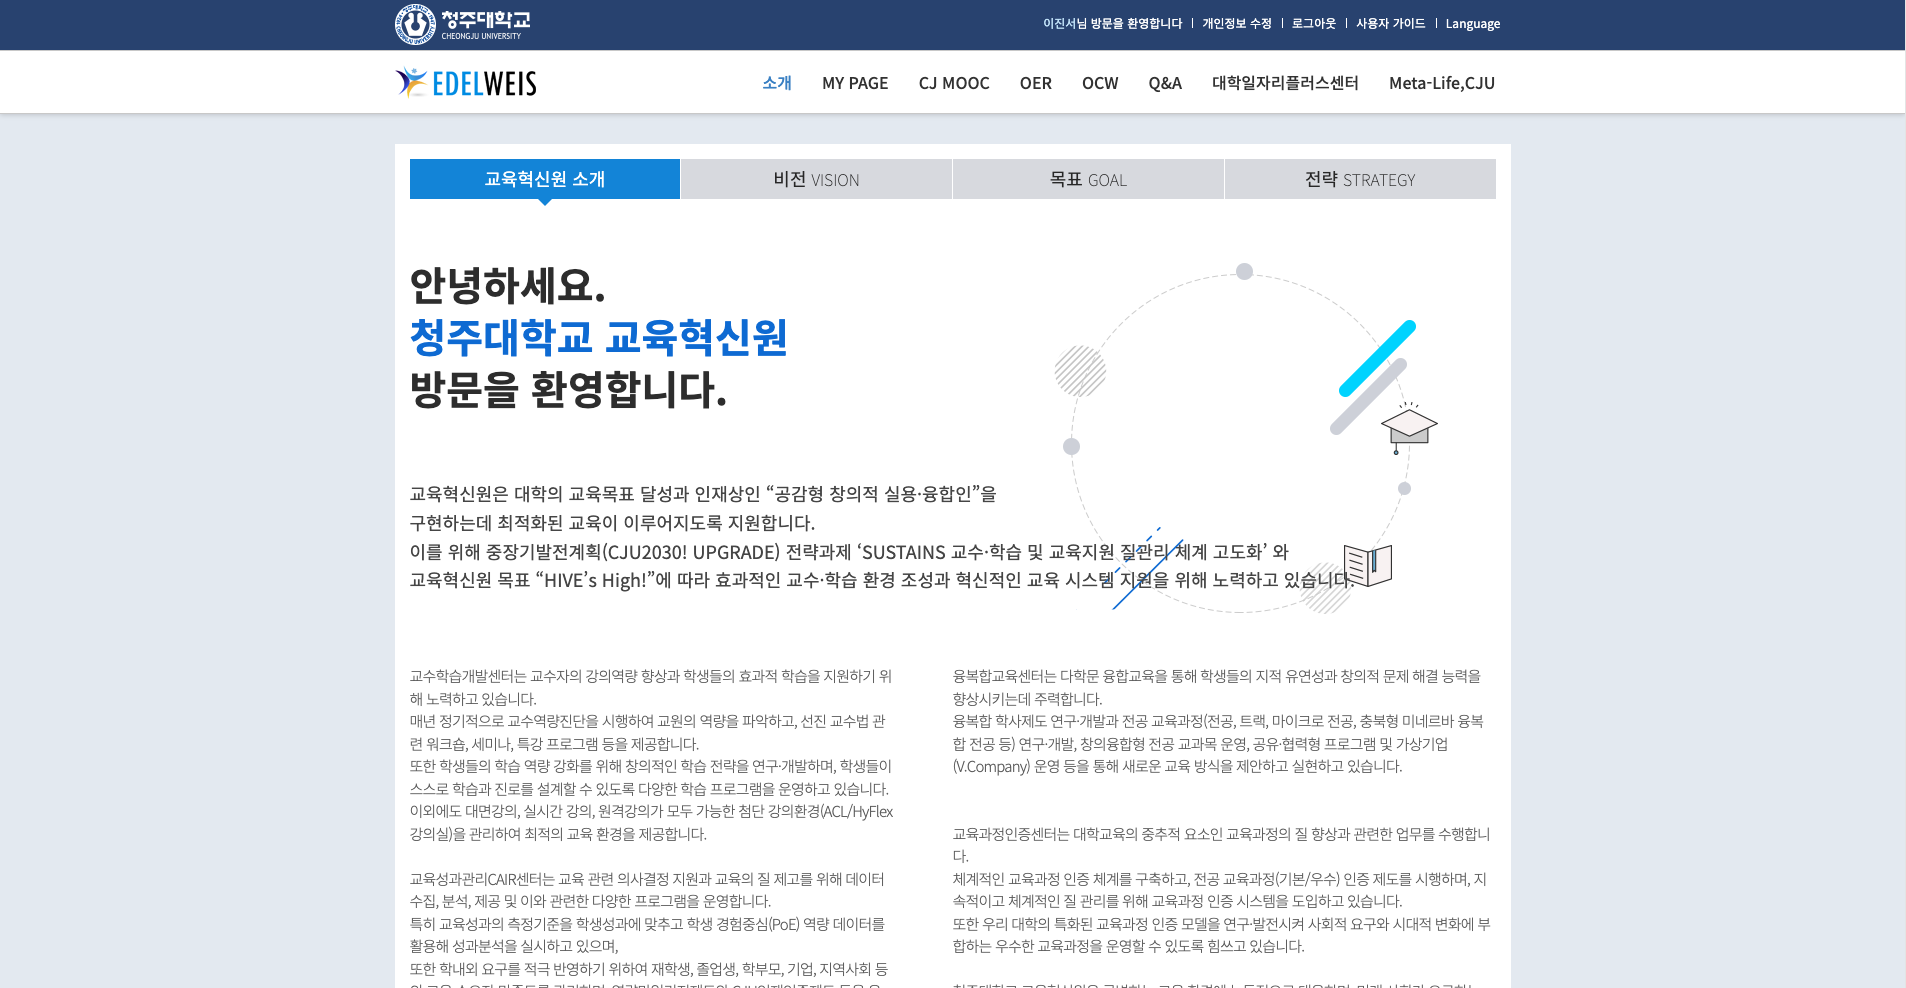 청주대학교
CHEONGJU UNIVERSITY
이진서님 방문을 환영합니다
개인정보 수정
로그아웃
사용자 가이드
Language
EDELWEIS
소개
MY PAGE
CJ MOOC
OER
OCW
Q&A
대학일자리플러스센터
Meta-Life,CJU
교육혁신원 소개
비전 VISION
목표 GOAL
전략 STRATEGY
안녕하세요.
청주대학교 교육혁신원
방문을 환영합니다.
교육혁신원은 대학의 교육목표 달성과 인재상인 “공감형 창의적 실용·융합인”을
구현하는데 최적화된 교육이 이루어지도록 지원합니다.
이를 위해 중장기발전계획(CJU2030! UPGRADE) 전략과제 ‘SUSTAINS 교수·학습 및 교육지원 질관리 체계 고도화’ 와
교육혁신원 목표 “HIVE’s High!”에 따라 효과적인 교수·학습 환경 조성과 혁신적인 교육 시스템 지원을 위해 노력하고 있습니다.
교수학습개발센터는 교수자의 강의역량 향상과 학생들의 효과적 학습을 지원하기 위
해 노력하고 있습니다.
매년 정기적으로 교수역량진단을 시행하여 교원의 역량을 파악하고, 선진 교수법 관
련 워크숍, 세미나, 특강 프로그램 등을 제공합니다.
또한 학생들의 학습 역량 강화를 위해 창의적인 학습 전략을 연구·개발하며, 학생들이
스스로 학습과 진로를 설계할 수 있도록 다양한 학습 프로그램을 운영하고 있습니다.
이외에도 대면강의, 실시간 강의, 원격강의가 모두 가능한 첨단 강의환경(ACL/HyFlex
강의실)을 관리하여 최적의 교육 환경을 제공합니다.
교육성과관리CAIR센터는 교육 관련 의사결정 지원과 교육의 질 제고를 위해 데이터
수집, 분석, 제공 및 이와 관련한 다양한 프로그램을 운영합니다.
특히 교육성과의 측정기준을 학생성과에 맞추고 학생 경험중심(PoE) 역량 데이터를
활용해 성과분석을 실시하고 있으며,
또한 학내외 요구를 적극 반영하기 위하여 재학생, 졸업생, 학부모, 기업, 지역사회 등
융복합교육센터는 다학문 융합교육을 통해 학생들의 지적 유연성과 창의적 문제 해결 능력을
향상시키는데 주력합니다.
융복합 학사제도 연구·개발과 전공 교육과정(전공, 트랙, 마이크로 전공, 충북형 미네르바 융복
합 전공 등) 연구·개발, 창의융합형 전공 교과목 운영, 공유·협력형 프로그램 및 가상기업
(V.Company) 운영 등을 통해 새로운 교육 방식을 제안하고 실현하고 있습니다.
교육과정인증센터는 대학교육의 중추적 요소인 교육과정의 질 향상과 관련한 업무를 수행합니
다.
체계적인 교육과정 인증 체계를 구축하고, 전공 교육과정(기본/우수) 인증 제도를 시행하며, 지
속적이고 체계적인 질 관리를 위해 교육과정 인증 시스템을 도입하고 있습니다.
또한 우리 대학의 특화된 교육과정 인증 모델을 연구·발전시켜 사회적 요구와 시대적 변화에 부
합하는 우수한 교육과정을 운영할 수 있도록 힘쓰고 있습니다.